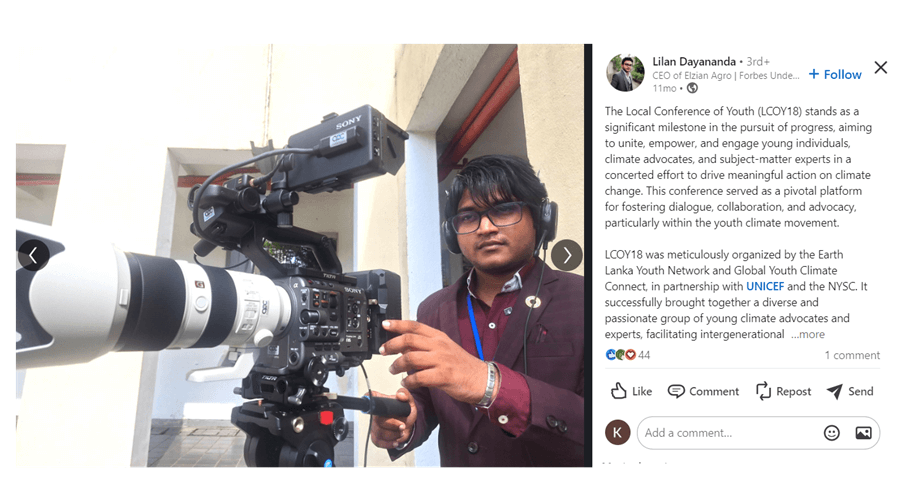 SONY
SONY
TIGER
Lilan Dayananda • 3rd+
CEO of Elzian Agro | Forbes Unde...
+ Follow
11mo •
The Local Conference of Youth (LCOY18) stands as a
significant milestone in the pursuit of progress, aiming
to unite, empower, and engage young individuals,
climate advocates, and subject-matter experts in a
concerted effort to drive meaningful action on climate
change. This conference served as a pivotal platform
for fostering dialogue, collaboration, and advocacy,
particularly within the youth climate movement.
LCOY18 was meticulously organized by the Earth
Lanka Youth Network and Global Youth Climate
Connect, in partnership with UNICEF and the NYSC. It
successfully brought together a diverse and
passionate group of young climate advocates and
experts, facilitating intergenerational ...more
44
1 comment
Like Comment Repost Send
K
Add a comment...